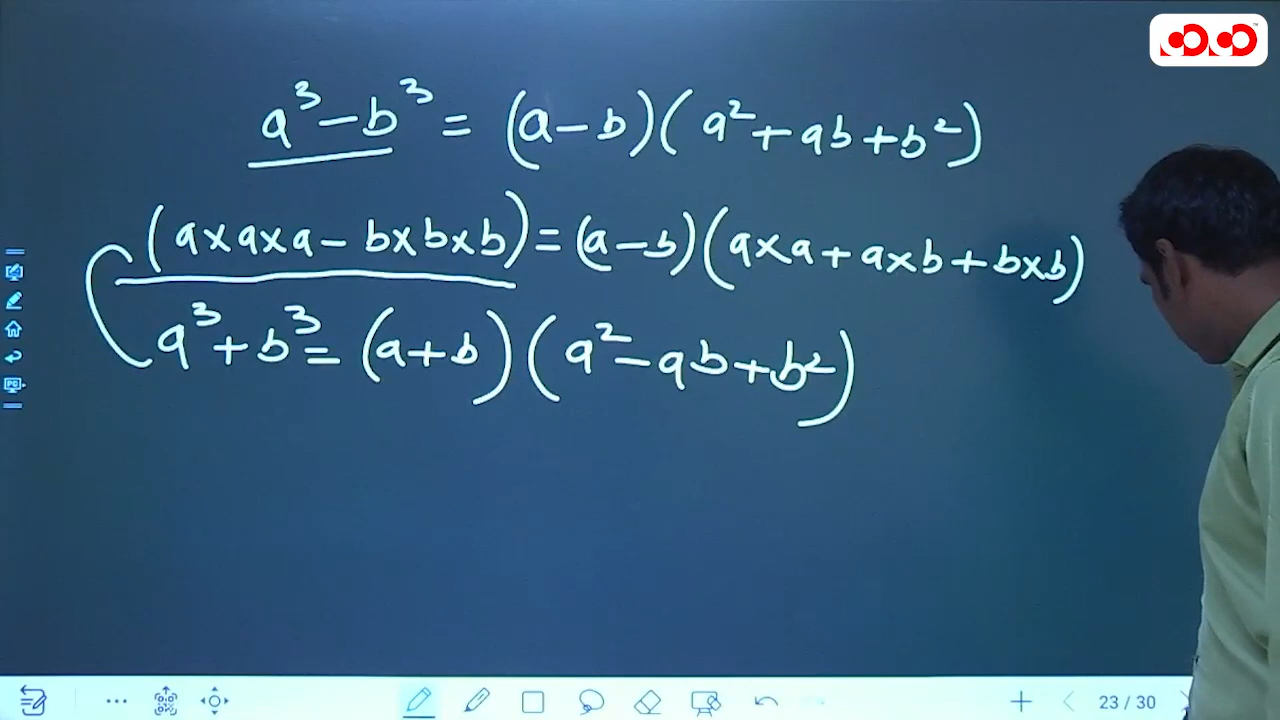 a³ - b³ = (a - b)(a² + ab + b²)
(a×a×a - b×b×b) = (a - b)(a×a + a×b + b×b)
a³ + b³ = (a + b)(a² - ab + b²)
23 / 30